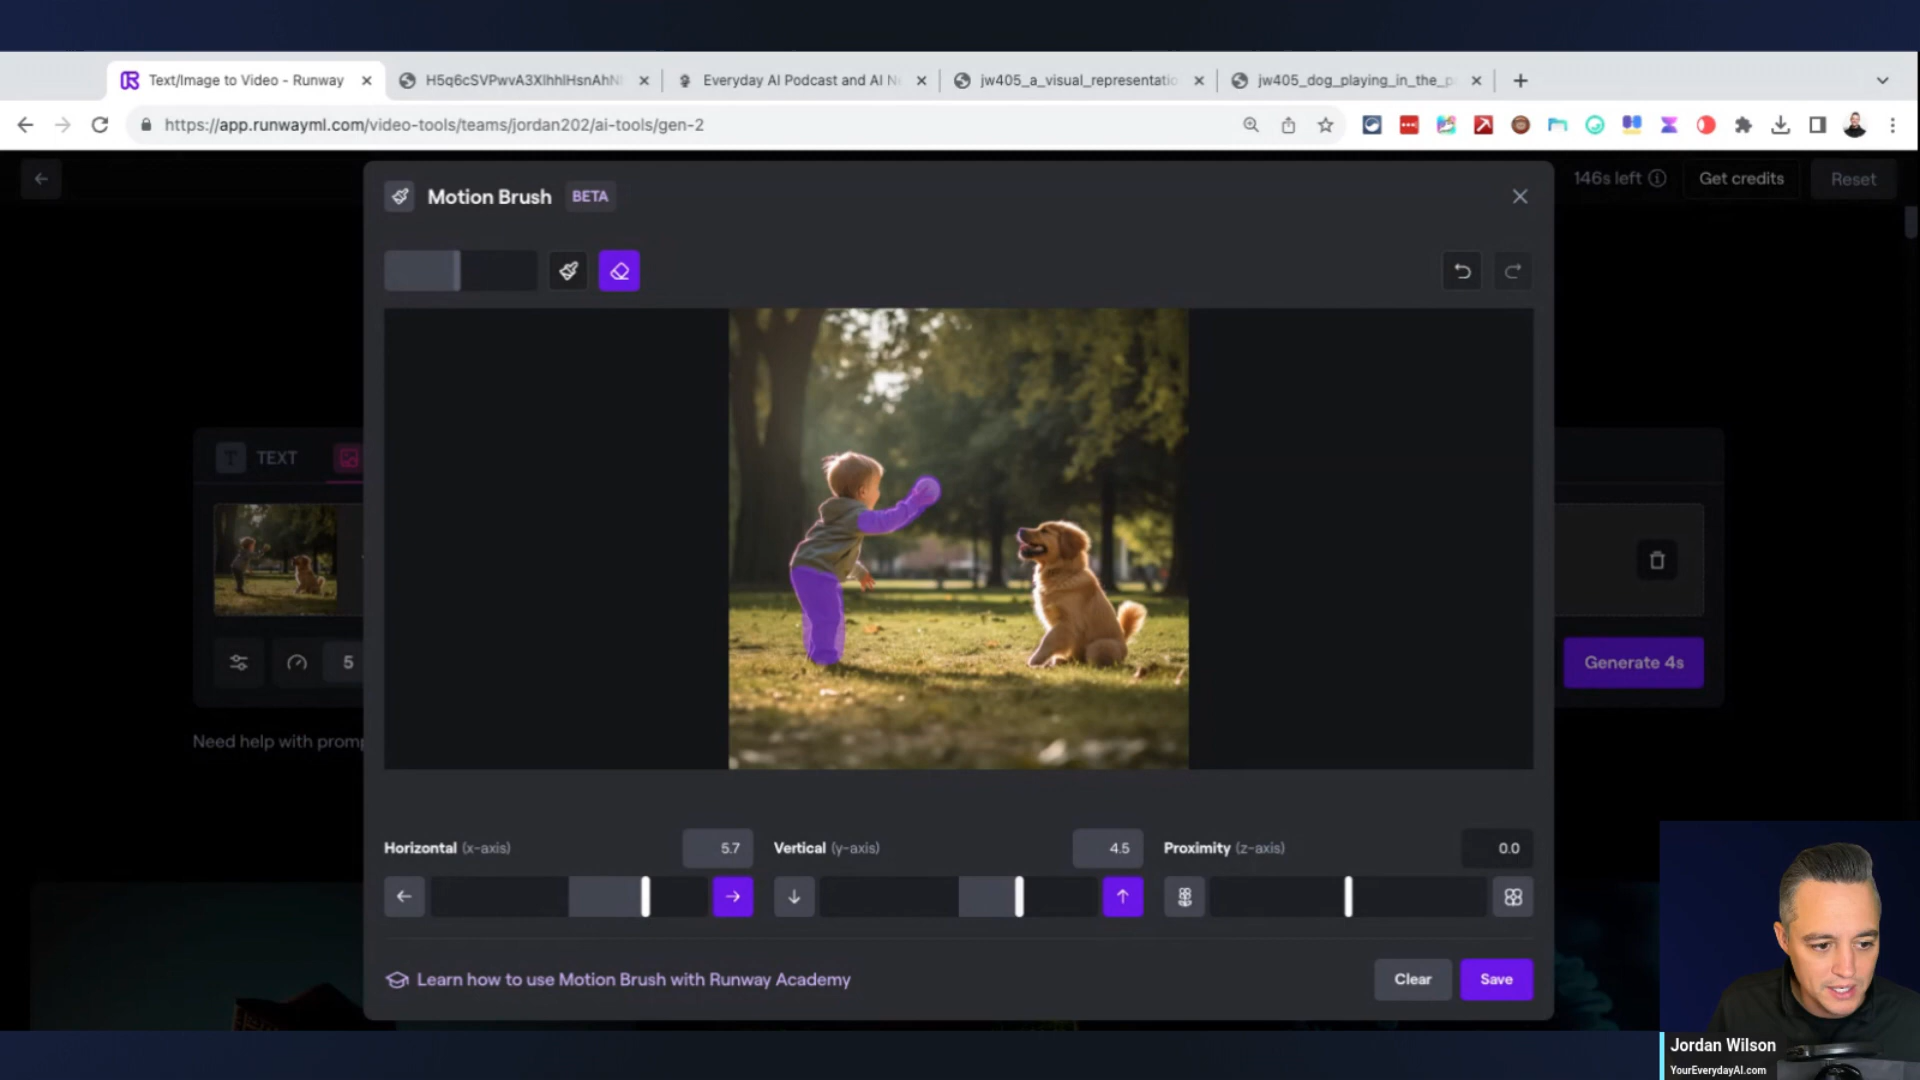 Text/Image to Video - Runway
H5q6cSVPwvA3XIhhlHsnAhN
Everyday AI Podcast and AI N
jw405_a_visual_representatio
jw405_dog_playing_in_the_p
https://app.runwayml.com/video-tools/teams/jordan202/ai-tools/gen-2
Motion Brush BETA
146s left
Get credits
Reset
T TEXT
5
Generate 4s
Need help with promp
Horizontal (x-axis) 5.7
Vertical (y-axis) 4.5
Proximity (z-axis) 0.0
Learn how to use Motion Brush with Runway Academy
Clear
Save
Jordan Wilson
YourEverydayAI.com